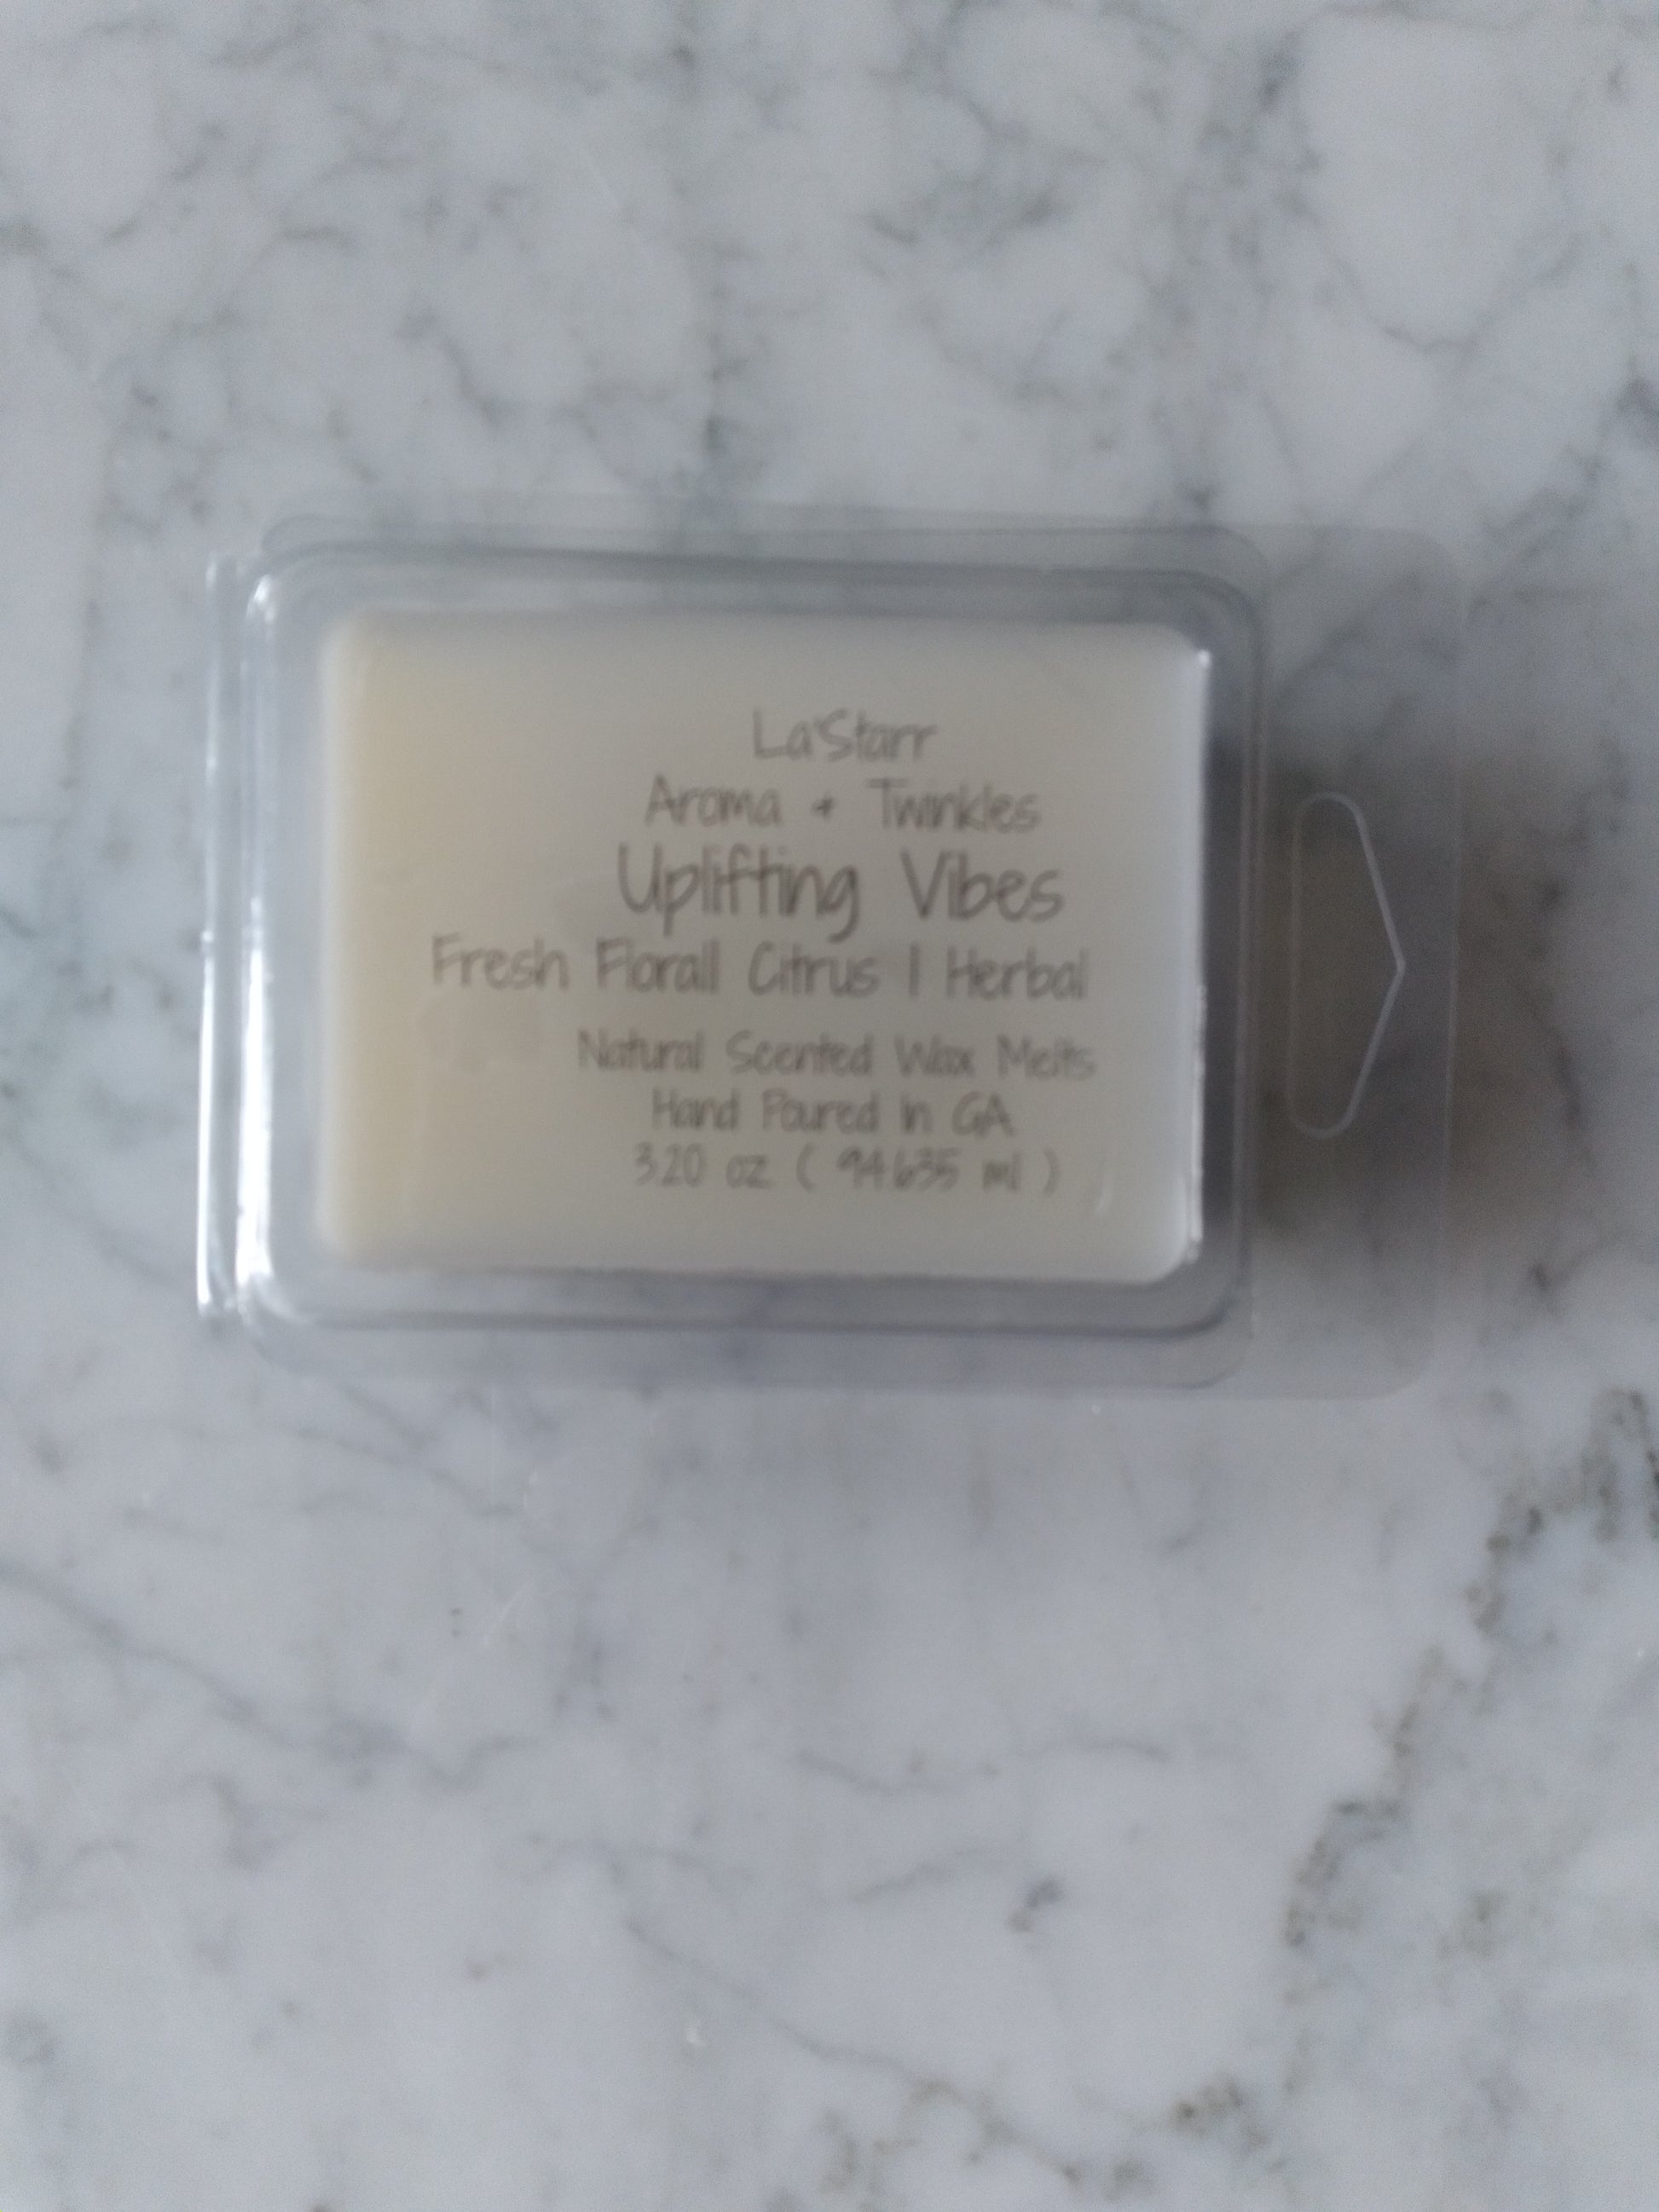 La'Starr
Aroma + Twinkles
Uplifting Vibes
Fresh Florall Citrus | Herbal
Natural Scented Wax Melts
Hand Poured In GA
3.20 oz ( 94.635 ml )